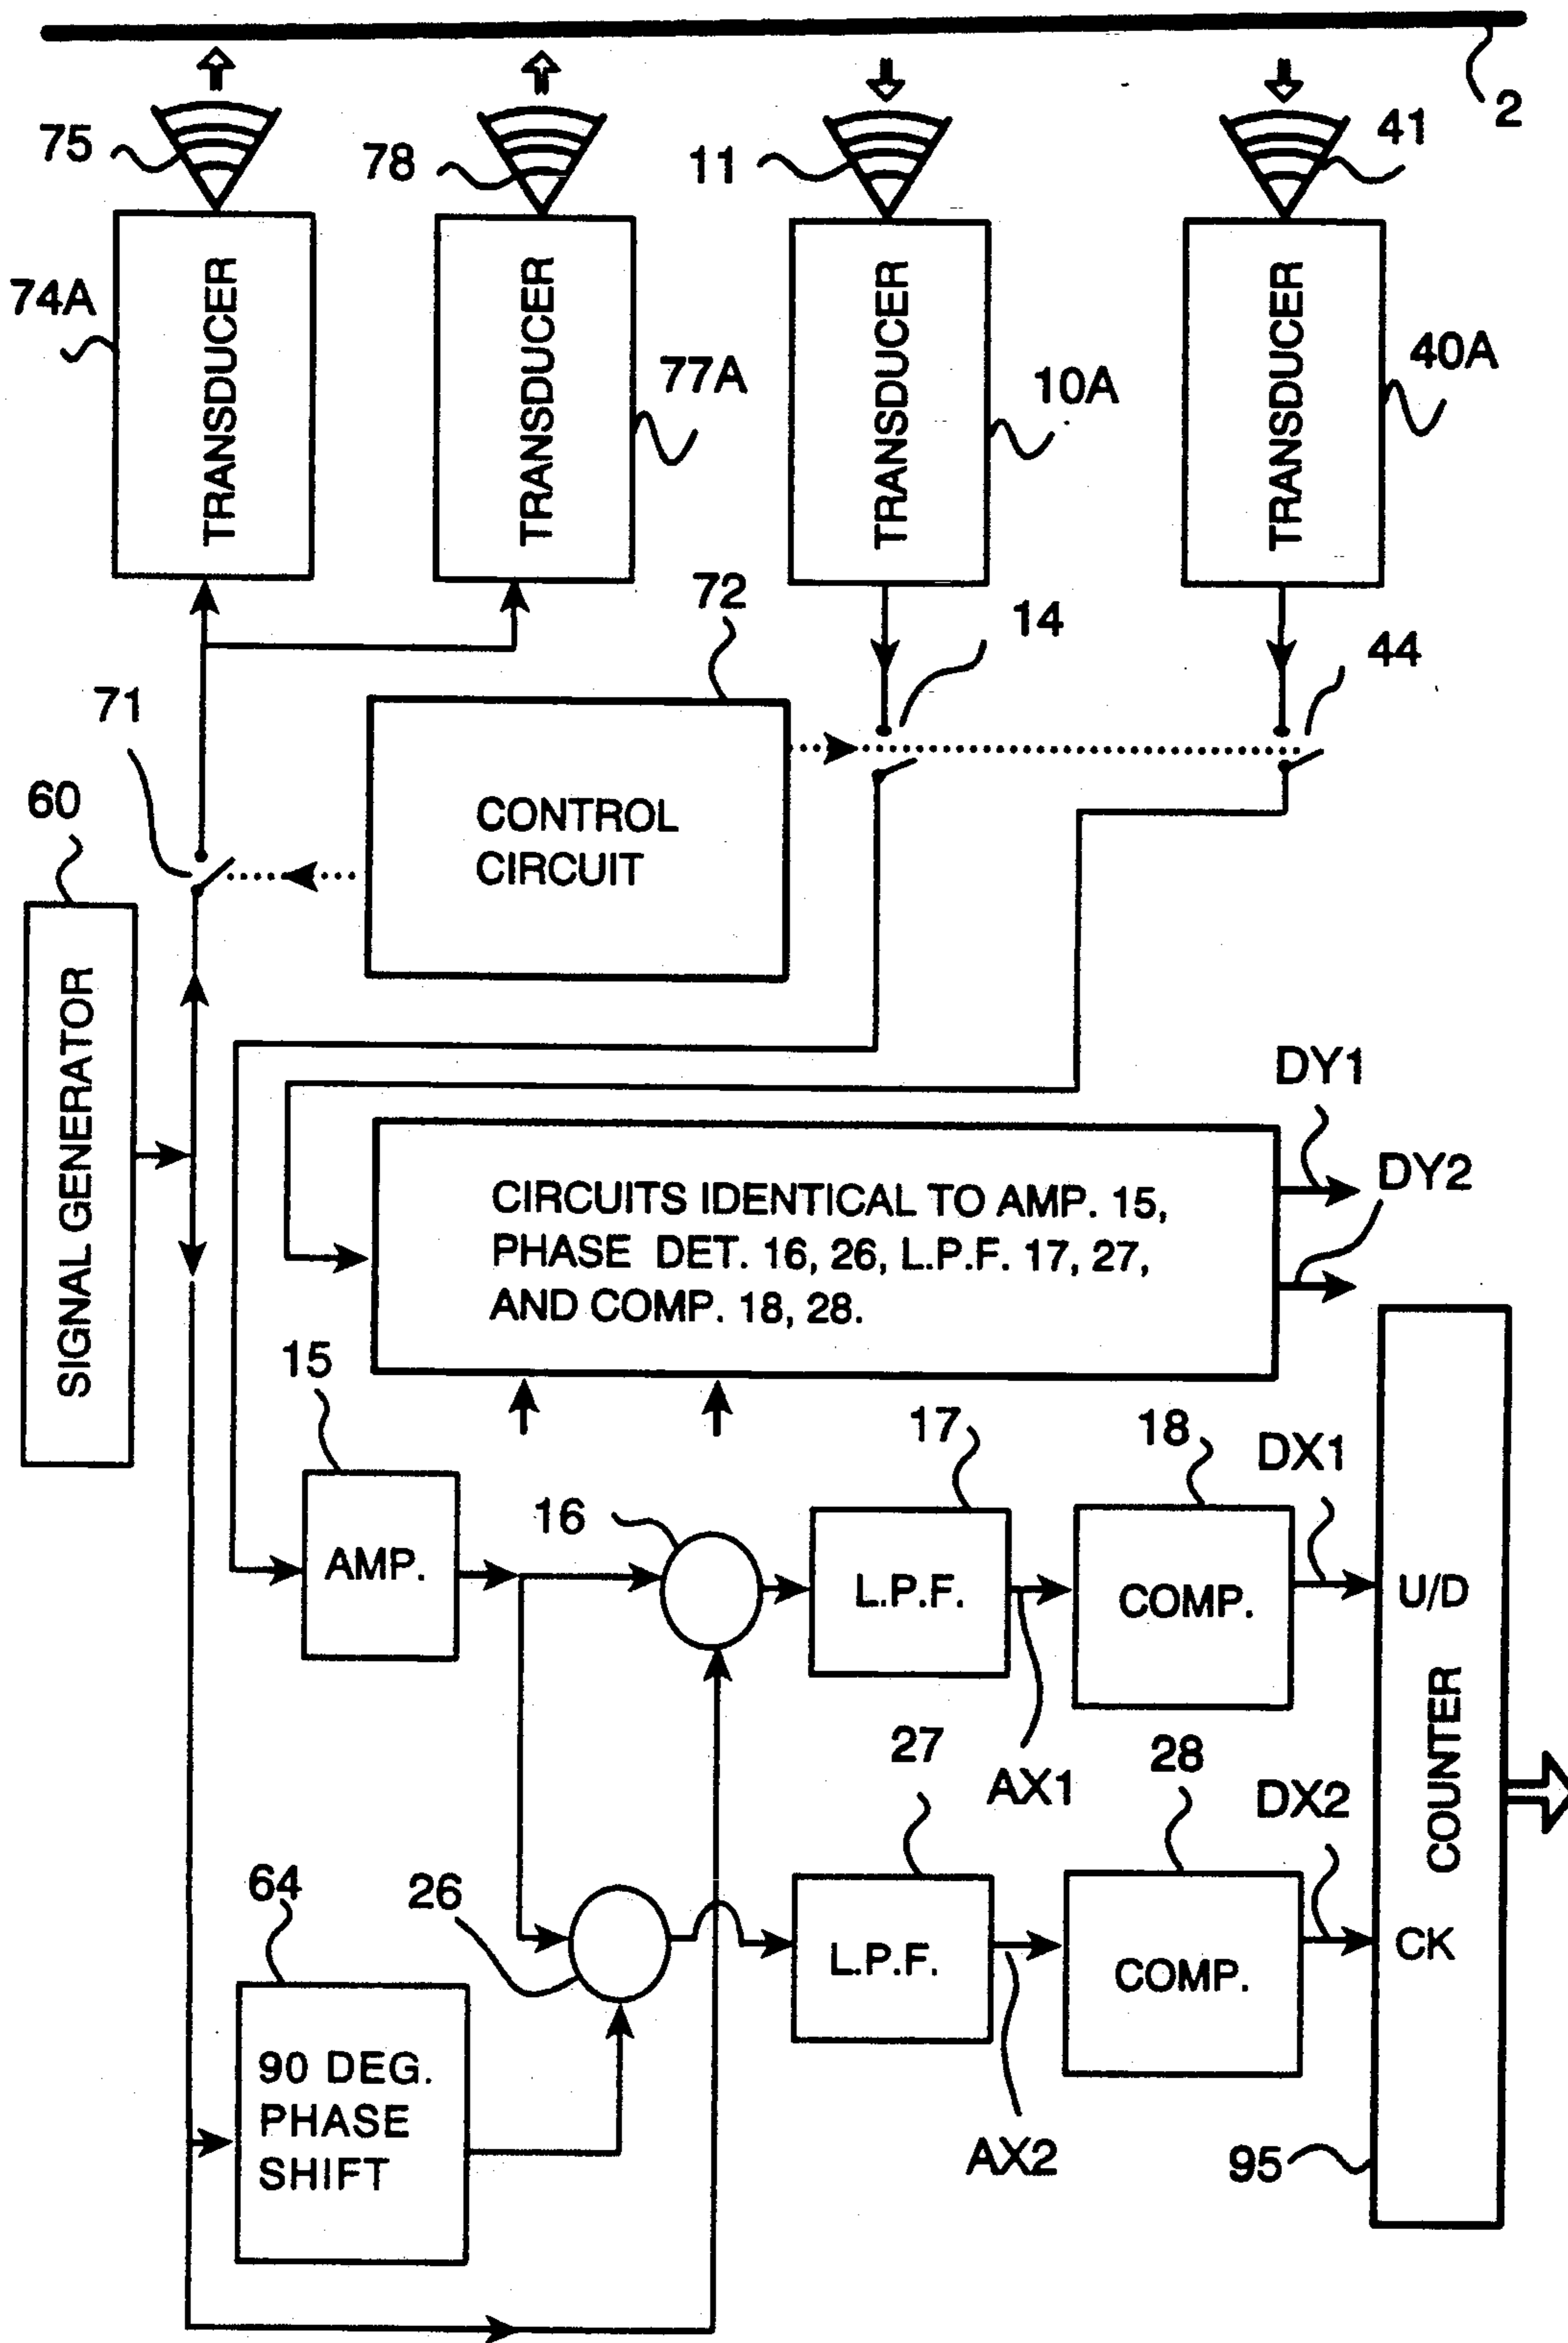 2
75
78
11
41
74A
TRANSDUCER
TRANSDUCER
77A
TRANSDUCER
10A
TRANSDUCER
40A
72
14
44
71
60
CONTROL
CIRCUIT
SIGNAL GENERATOR
DY1
DY2
CIRCUITS IDENTICAL TO AMP. 15,
PHASE DET. 16, 26, L.P.F. 17, 27,
AND COMP. 18, 28.
15
17
18
DX1
16
AMP.
L.P.F.
COMP.
U/D
COUNTER
27
AX1
28
DX2
64
26
L.P.F.
COMP.
CK
90 DEG.
PHASE
SHIFT
AX2
95